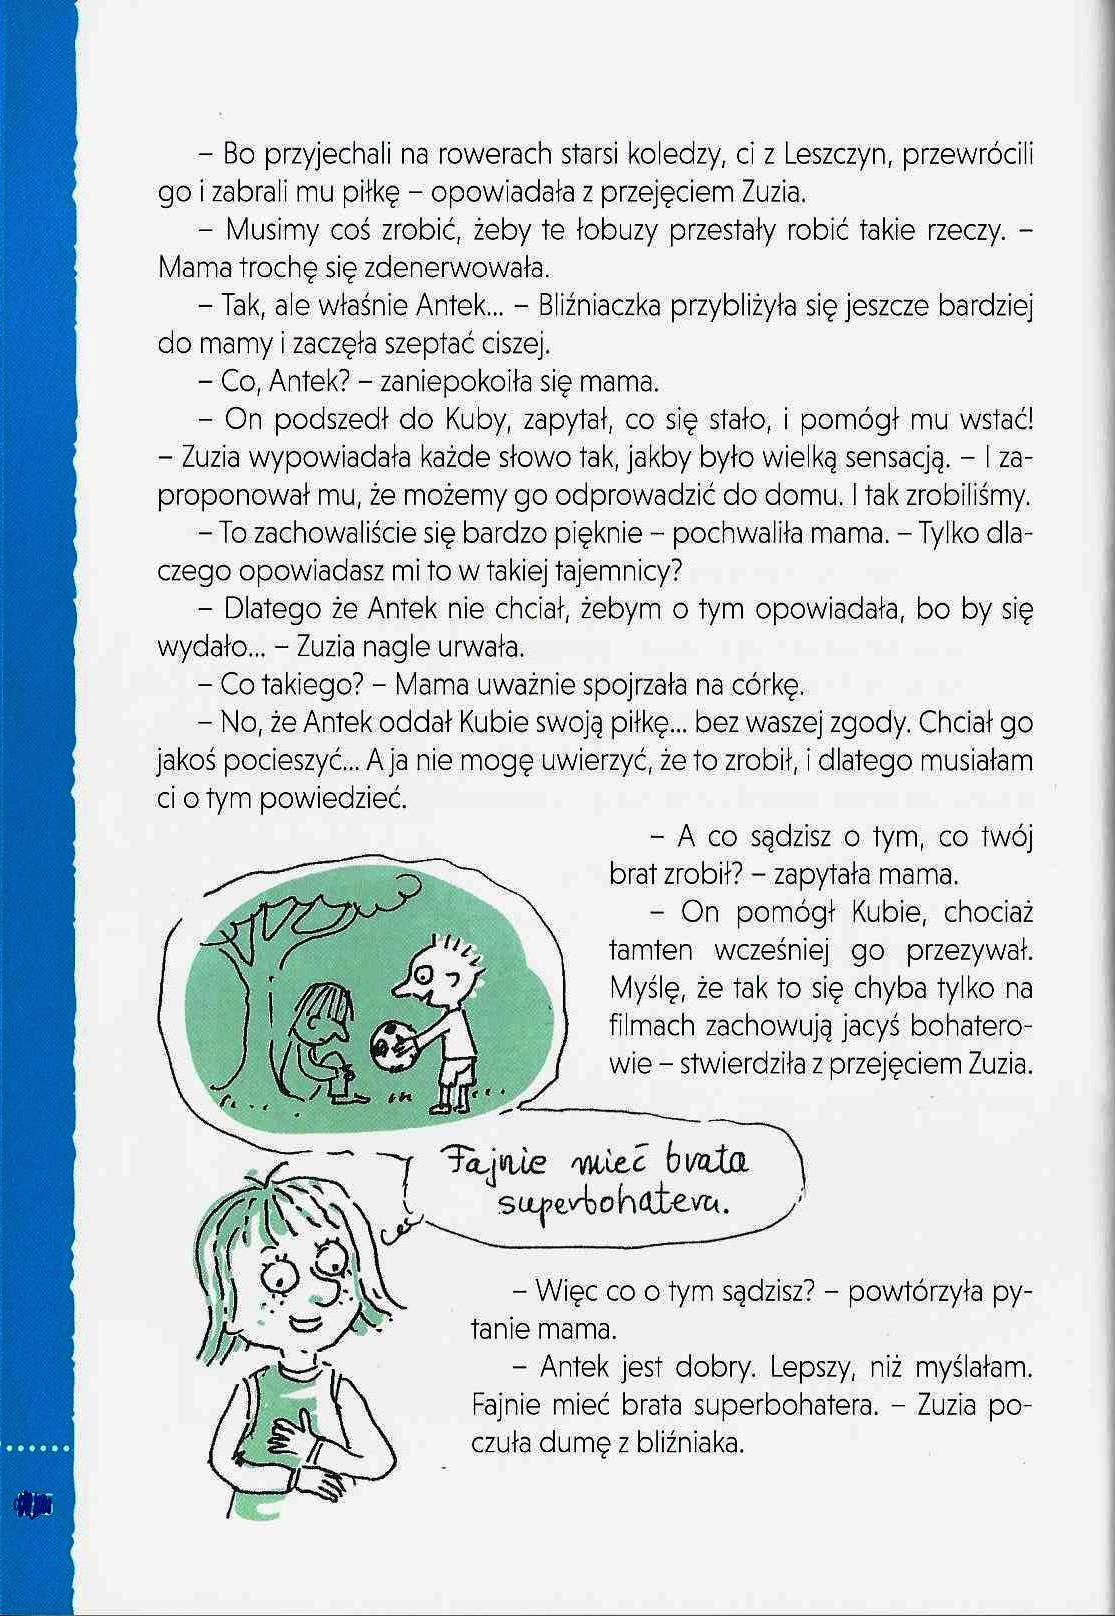 – Bo przyjechali na rowerach starsi koledzy, ci z Leszczyn, przewrócili
go i zabrali mu piłkę – opowiadała z przejęciem Zuzia.
– Musimy coś zrobić, żeby te łobuzy przestały robić takie rzeczy. –
Mama trochę się zdenerwowała.
– Tak, ale właśnie Antek... – Bliźniaczka przybliżyła się jeszcze bardziej
do mamy i zaczęła szeptać ciszej.
– Co, Antek? – zaniepokoiła się mama.
– On podszedł do Kuby, zapytał, co się stało, i pomógł mu wstać!
– Zuzia wypowiadała każde słowo tak, jakby było wielką sensacją. – I za-
proponował mu, że możemy go odprowadzić do domu. I tak zrobiliśmy.
– To zachowaliście się bardzo pięknie – pochwaliła mama. – Tylko dla-
czego opowiadasz mi to w takiej tajemnicy?
– Dlatego że Antek nie chciał, żebym o tym opowiadała, bo by się
wydało... – Zuzia nagle urwała.
– Co takiego? – Mama uważnie spojrzała na córkę.
– No, że Antek oddał Kubie swoją piłkę... bez waszej zgody. Chciał go
jakoś pocieszyć... A ja nie mogę uwierzyć, że to zrobił, i dlatego musiałam
ci o tym powiedzieć.
– A co sądzisz o tym, co twój
brat zrobił? – zapytała mama.
– On pomógł Kubie, chociaż
tamten wcześniej go przezywał.
Myślę, że tak to się chyba tylko na
filmach zachowują jacyś bohatero-
wie – stwierdziła z przejęciem Zuzia.
Fajnie mieć brata
superbohatera.
– Więc co o tym sądzisz? – powtórzyła py-
tanie mama.
– Antek jest dobry. Lepszy, niż myślałam.
Fajnie mieć brata superbohatera. – Zuzia po-
czuła dumę z bliźniaka.